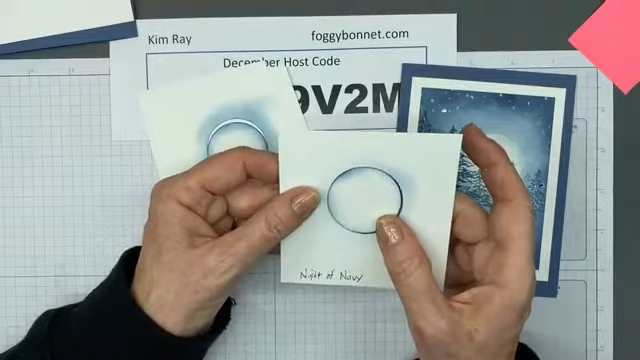 Kim Ray
foggybonnet.com
December Host Code
9V2M
Night of Navy